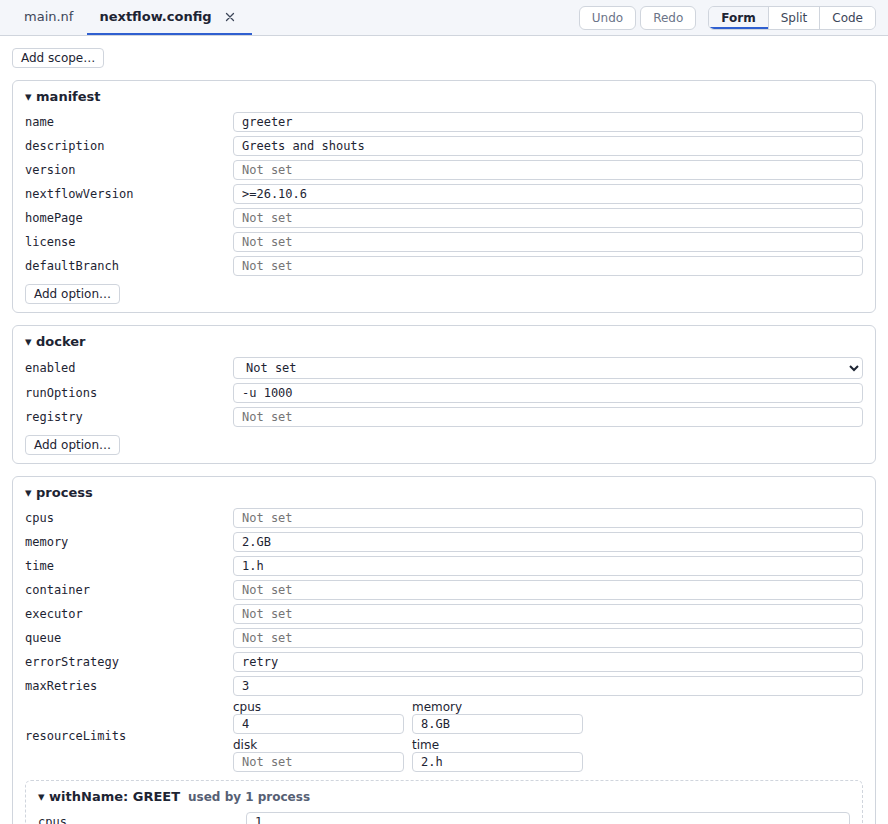 main.nf nextflow.config × Undo Redo Form Split Code
Add scope...
▾ manifest
name greeter
description Greets and shouts
version Not set
nextflowVersion >=26.10.6
homePage Not set
license Not set
defaultBranch Not set
Add option...
▾ docker
enabled Not set
runOptions -u 1000
registry Not set
Add option...
▾ process
cpus Not set
memory 2.GB
time 1.h
container Not set
executor Not set
queue Not set
errorStrategy retry
maxRetries 3
cpus memory
4 8.GB
resourceLimits
disk time
Not set 2.h
▾ withName: GREET used by 1 process
cpus 1